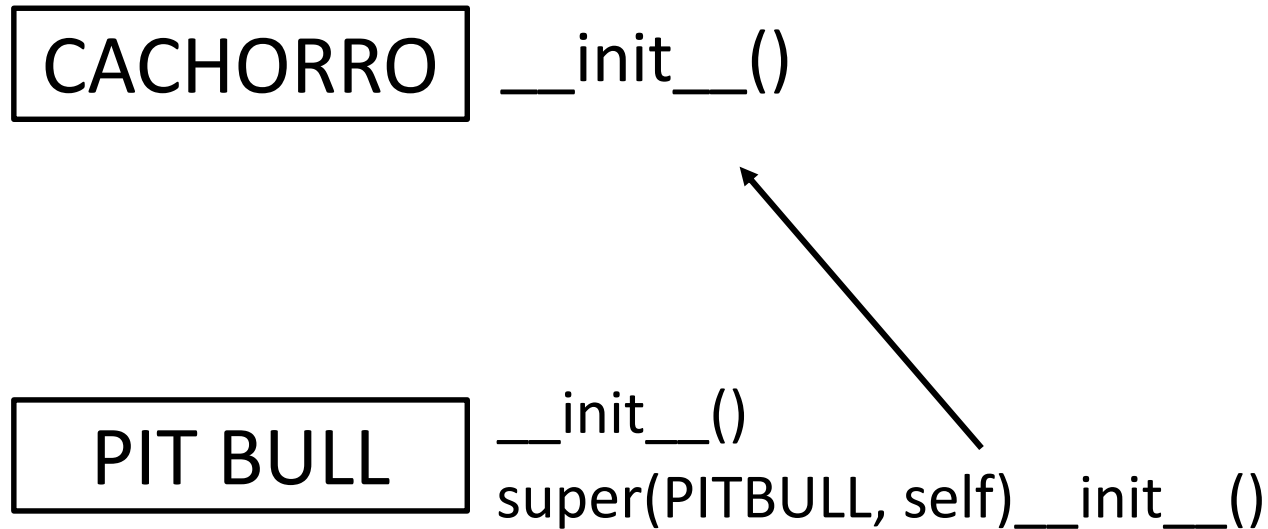 CACHORRO __init__()
PIT BULL
__init__()
super(PITBULL, self)__init__()